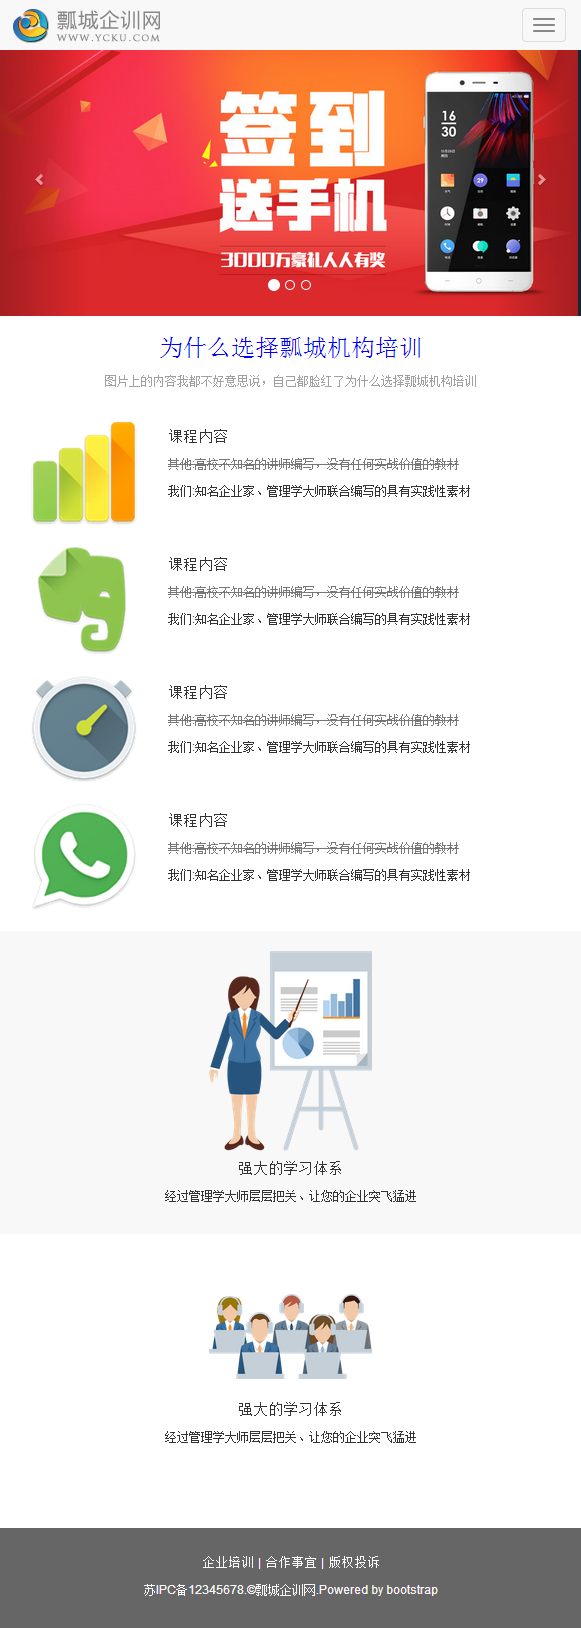 瓢城企训网
WWW.YCKU.COM
签到
送手机
3000万豪礼人人有奖
16
30
为什么选择瓢城机构培训
图片上的内容我都不好意思说，自己都脸红了为什么选择瓢城机构培训
课程内容
其他:高校不知名的讲师编写，没有任何实战价值的教材
我们:知名企业家、管理学大师联合编写的具有实践性素材
课程内容
其他:高校不知名的讲师编写，没有任何实战价值的教材
我们:知名企业家、管理学大师联合编写的具有实践性素材
课程内容
其他:高校不知名的讲师编写，没有任何实战价值的教材
我们:知名企业家、管理学大师联合编写的具有实践性素材
课程内容
其他:高校不知名的讲师编写，没有任何实战价值的教材
我们:知名企业家、管理学大师联合编写的具有实践性素材
强大的学习体系
经过管理学大师层层把关、让您的企业突飞猛进
强大的学习体系
经过管理学大师层层把关、让您的企业突飞猛进
企业培训 | 合作事宜 | 版权投诉
苏IPC备12345678.©瓢城企训网.Powered by bootstrap